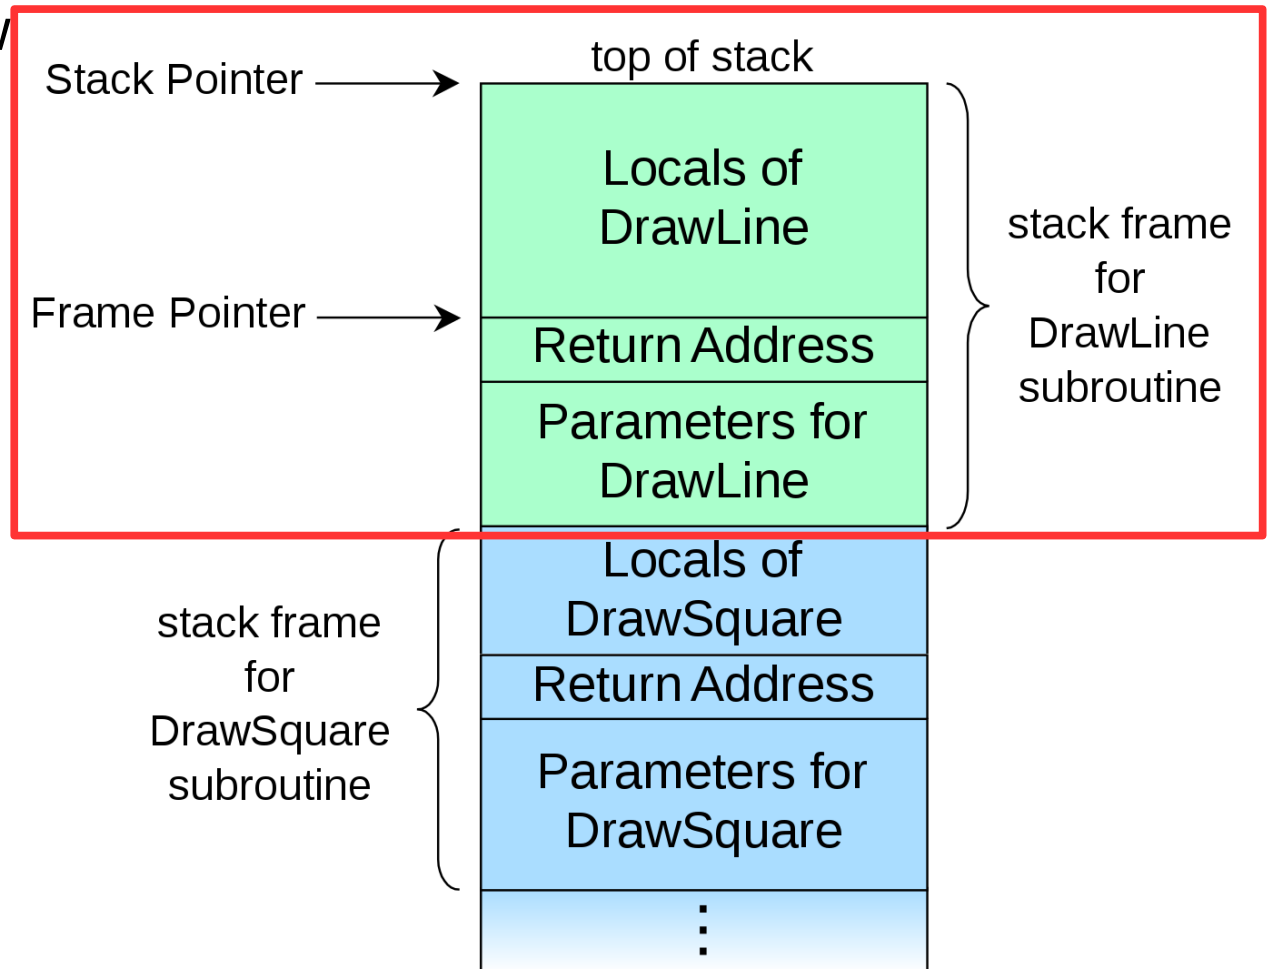 top of stack
Stack Pointer
Locals of
DrawLine
stack frame
for
DrawLine
subroutine
Frame Pointer
Return Address
Parameters for
DrawLine
Locals of
DrawSquare
stack frame
for
DrawSquare
subroutine
Return Address
Parameters for
DrawSquare
⋮